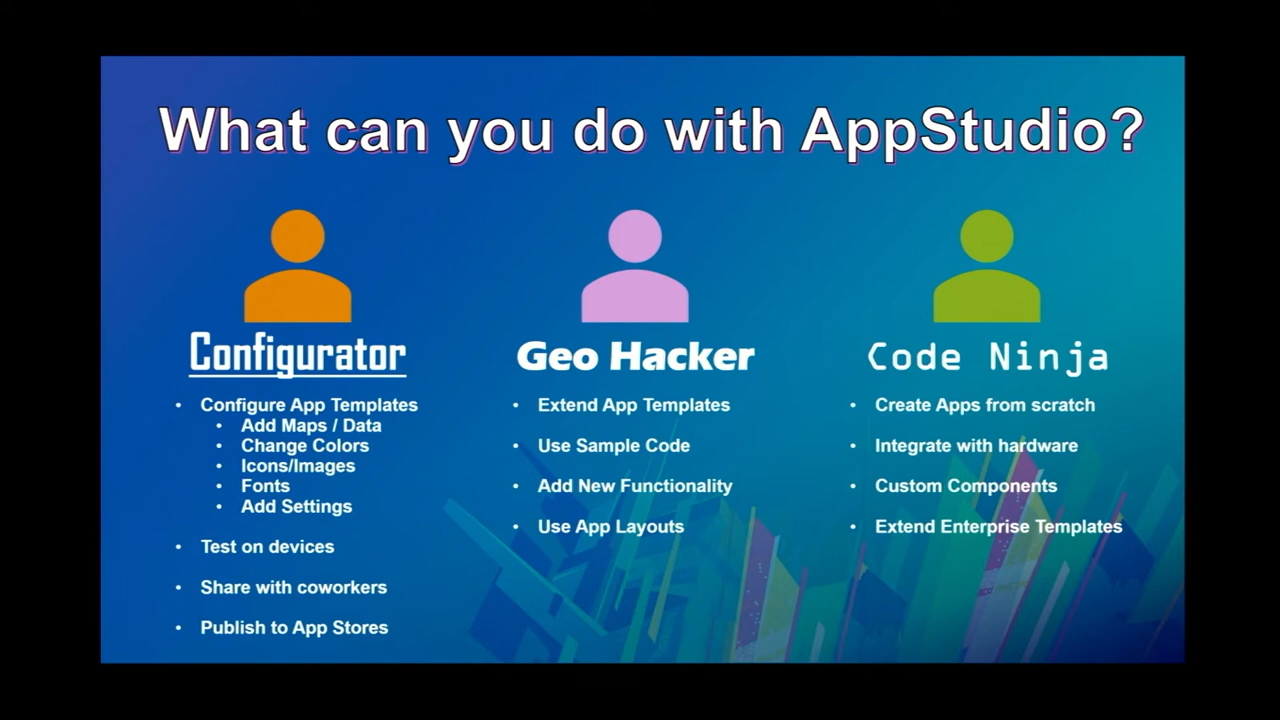 What can you do with AppStudio?
Configurator
• Configure App Templates
• Add Maps / Data
• Change Colors
• Icons/Images
• Fonts
• Add Settings
• Test on devices
• Share with coworkers
• Publish to App Stores
Geo Hacker
• Extend App Templates
• Use Sample Code
• Add New Functionality
• Use App Layouts
Code Ninja
• Create Apps from scratch
• Integrate with hardware
• Custom Components
• Extend Enterprise Templates